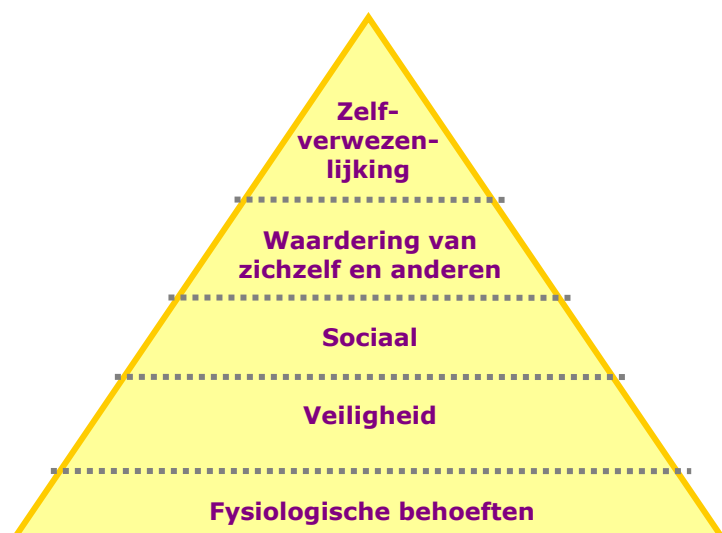 Zelf-
verwezen-
lijking
Waardering van
zichzelf en anderen
Sociaal
Veiligheid
Fysiologische behoeften